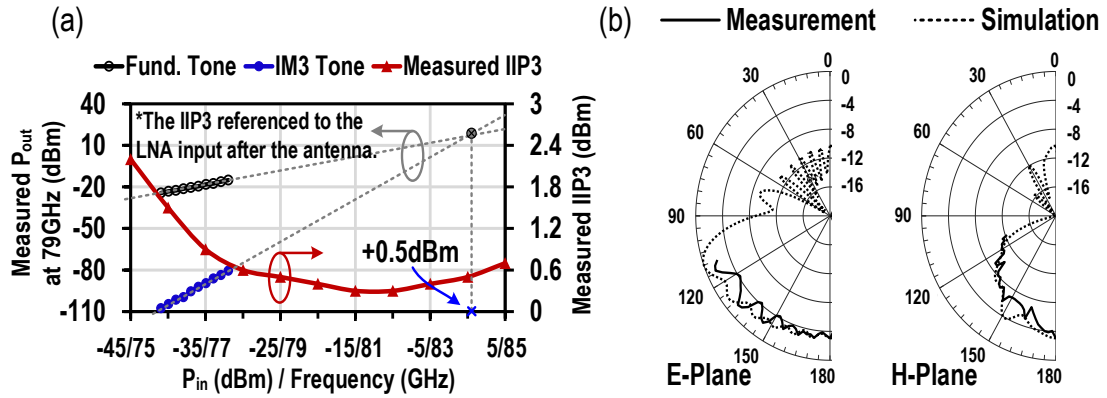 (a)
Fund. Tone IM3 Tone Measured IIP3
Measured Pout
at 79GHz (dBm)
40
10
-20
-50
-80
-110
*The IIP3 referenced to the
LNA input after the antenna.
+0.5dBm
3
2.4
1.8
1.2
0.6
0
Measured IIP3 (dBm)
-45/75 -35/77 -25/79 -15/81 -5/83 5/85
Pin (dBm) / Frequency (GHz)
(b)
Measurement Simulation
0
30
60
90
120
150
180
0
-4
-8
-12
-16
E-Plane
0
30
60
90
120
150
180
0
-4
-8
-12
-16
H-Plane